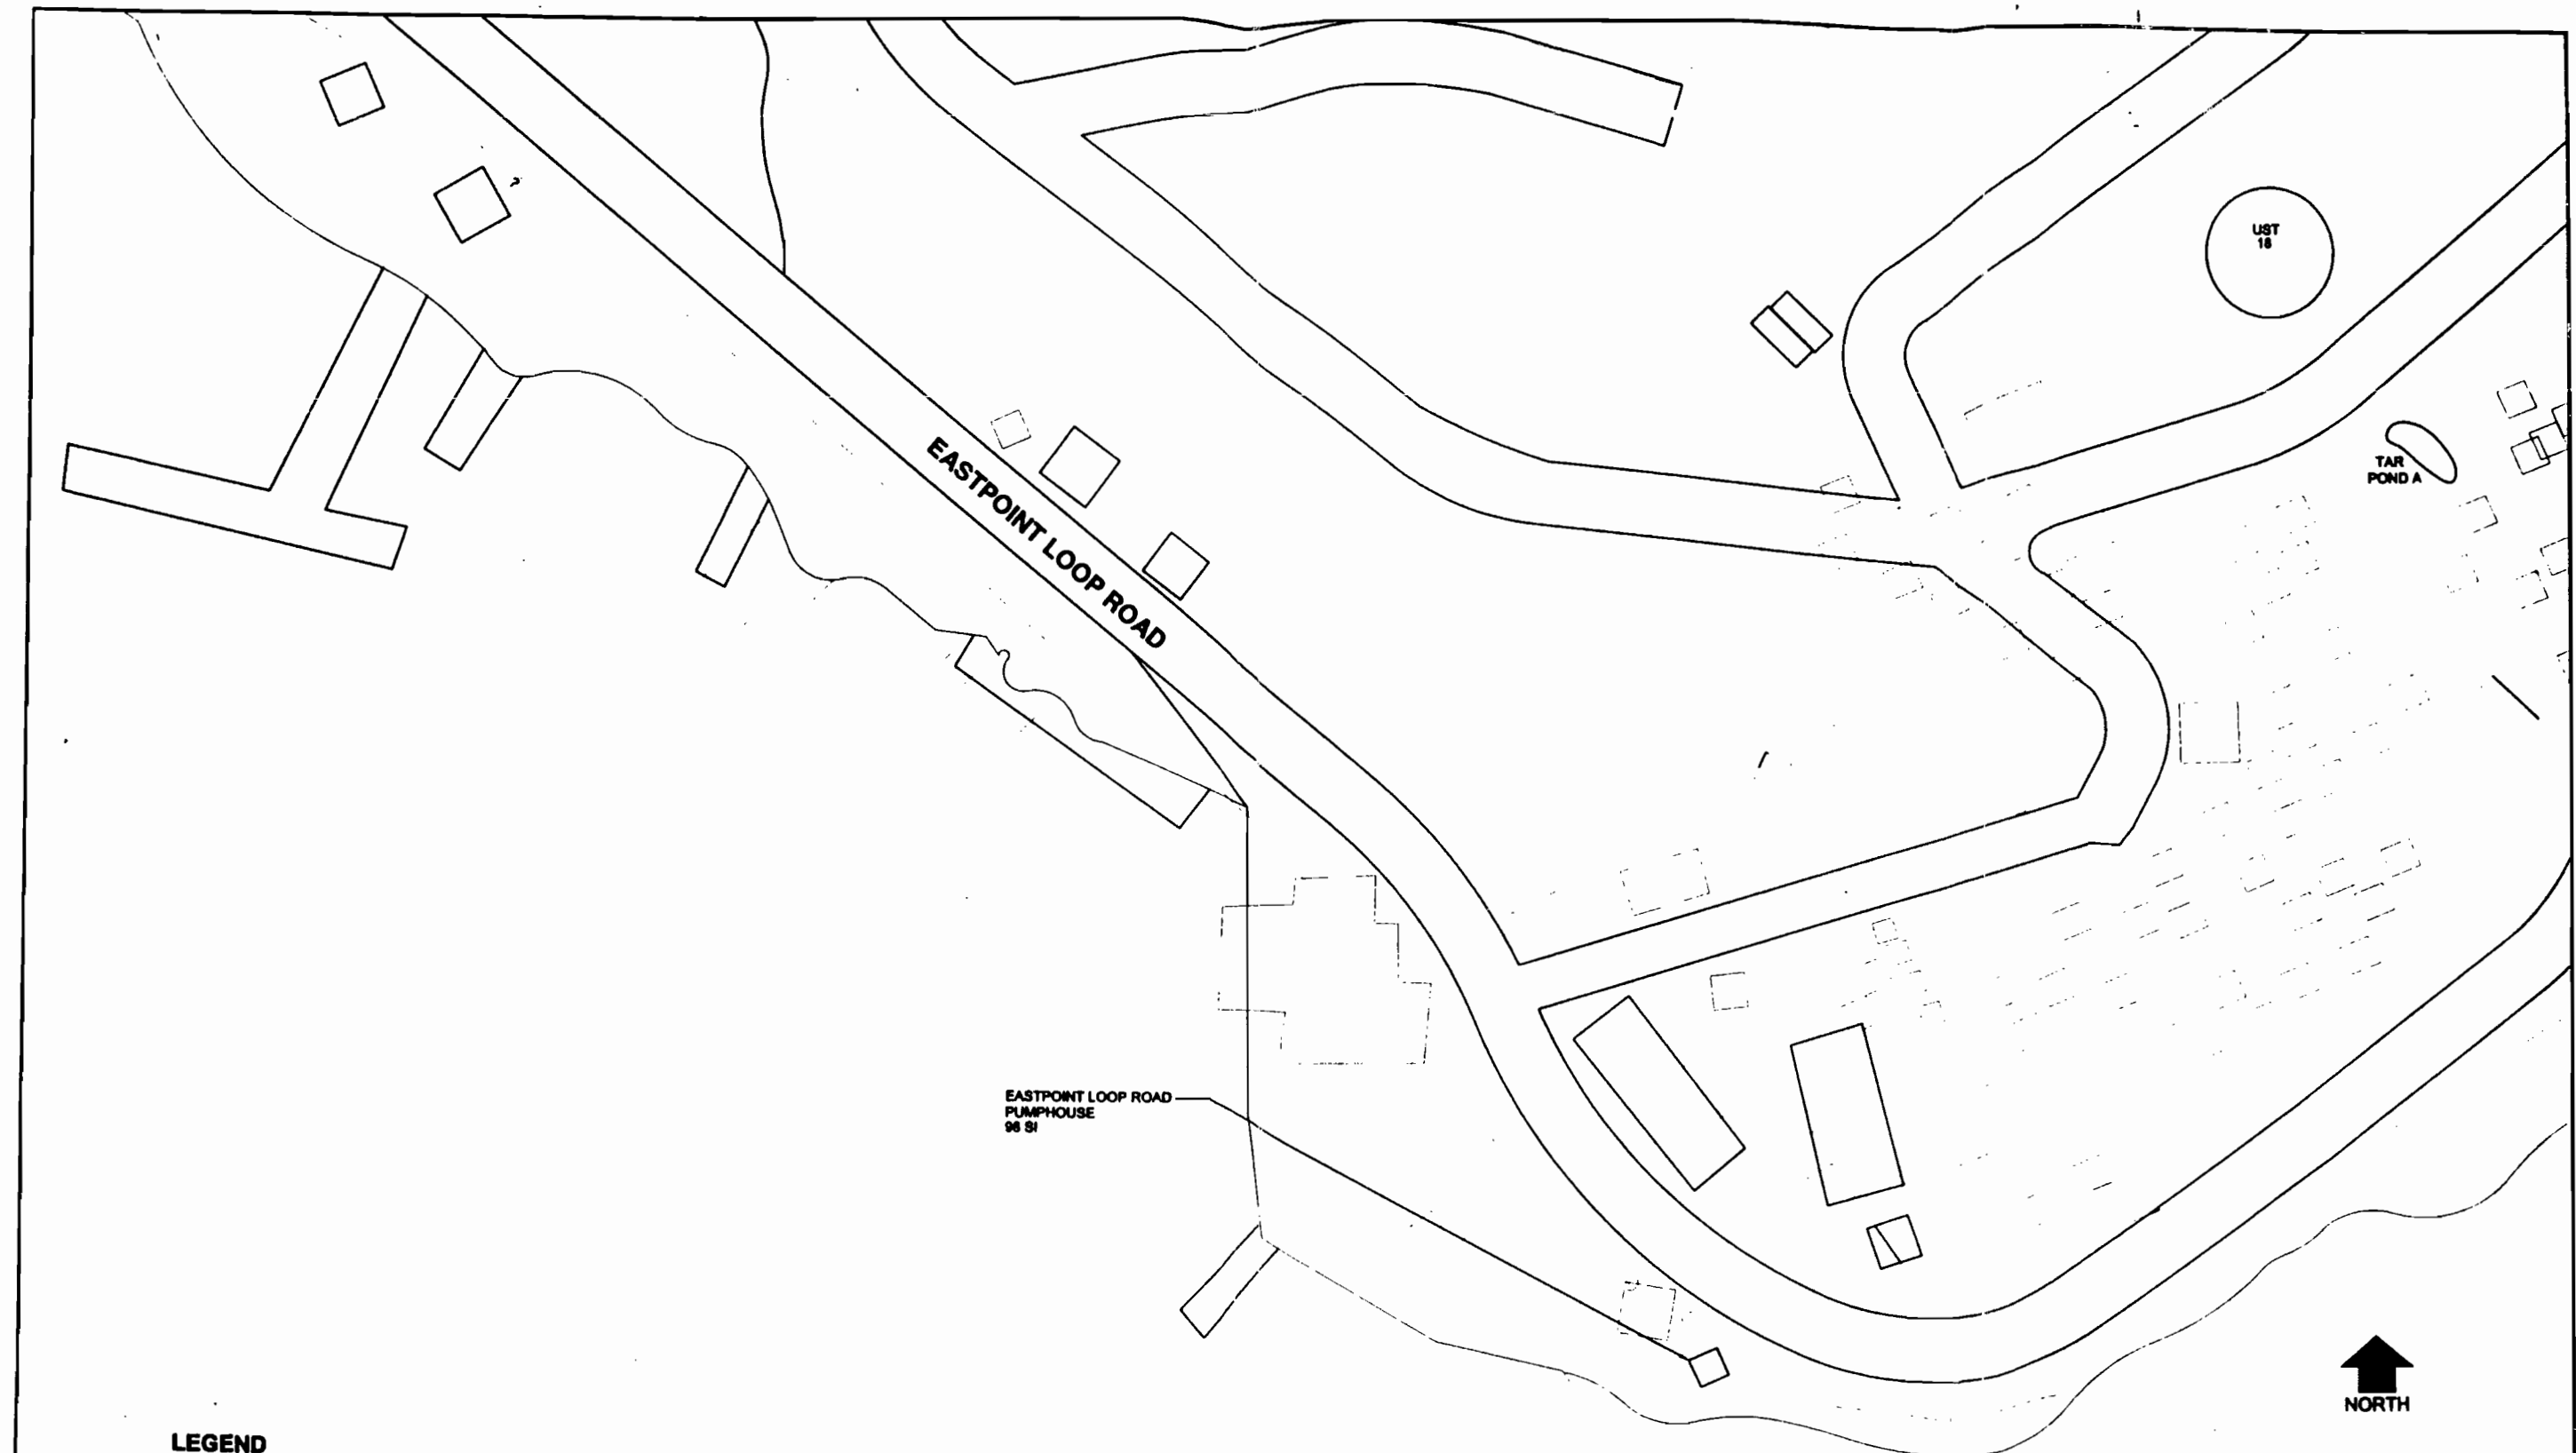 UST
18
TAR
POND A
EASTPOINT LOOP ROAD
EASTPOINT LOOP ROAD
PUMPHOUSE
96 SI
NORTH
LEGEND